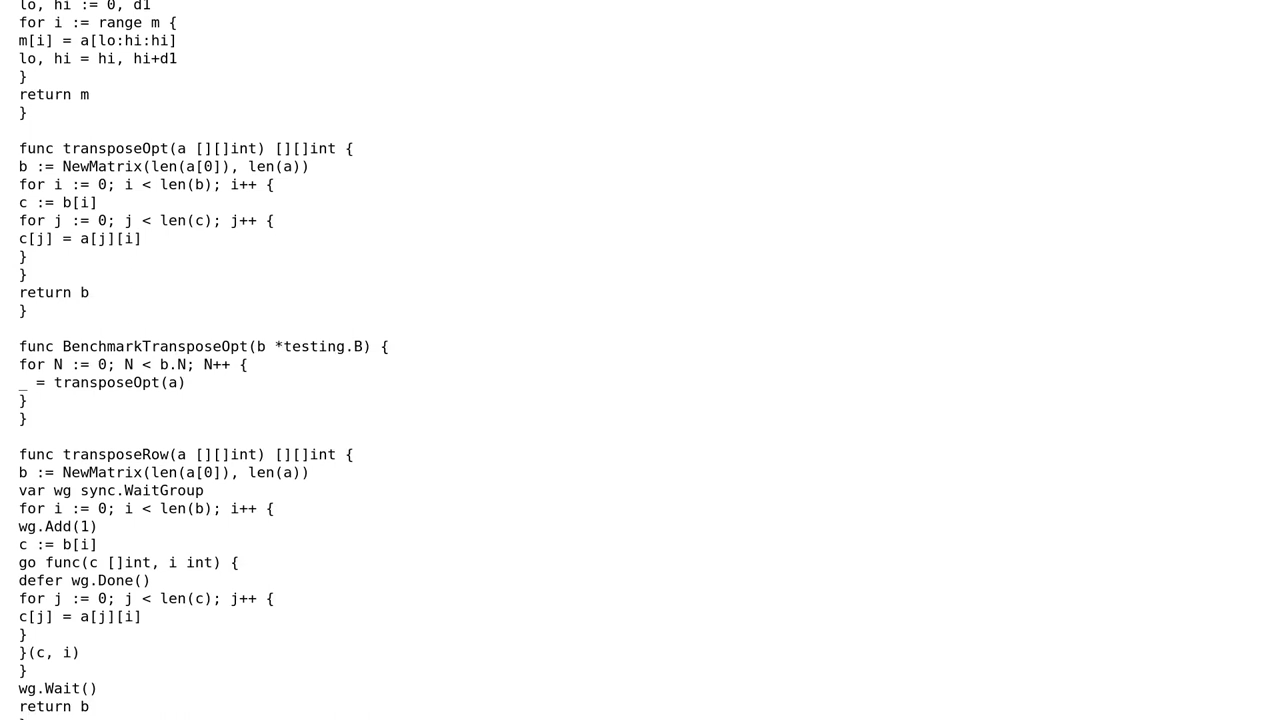 lo, hi := 0, d1
for i := range m {
m[i] = a[lo:hi:hi]
lo, hi = hi, hi+d1
}
return m
}

func transposeOpt(a [][]int) [][]int {
b := NewMatrix(len(a[0]), len(a))
for i := 0; i < len(b); i++ {
c := b[i]
for j := 0; j < len(c); j++ {
c[j] = a[j][i]
}
}
return b
}

func BenchmarkTransposeOpt(b *testing.B) {
for N := 0; N < b.N; N++ {
_ = transposeOpt(a)
}
}

func transposeRow(a [][]int) [][]int {
b := NewMatrix(len(a[0]), len(a))
var wg sync.WaitGroup
for i := 0; i < len(b); i++ {
wg.Add(1)
c := b[i]
go func(c []int, i int) {
defer wg.Done()
for j := 0; j < len(c); j++ {
c[j] = a[j][i]
}
}(c, i)
}
wg.Wait()
return b